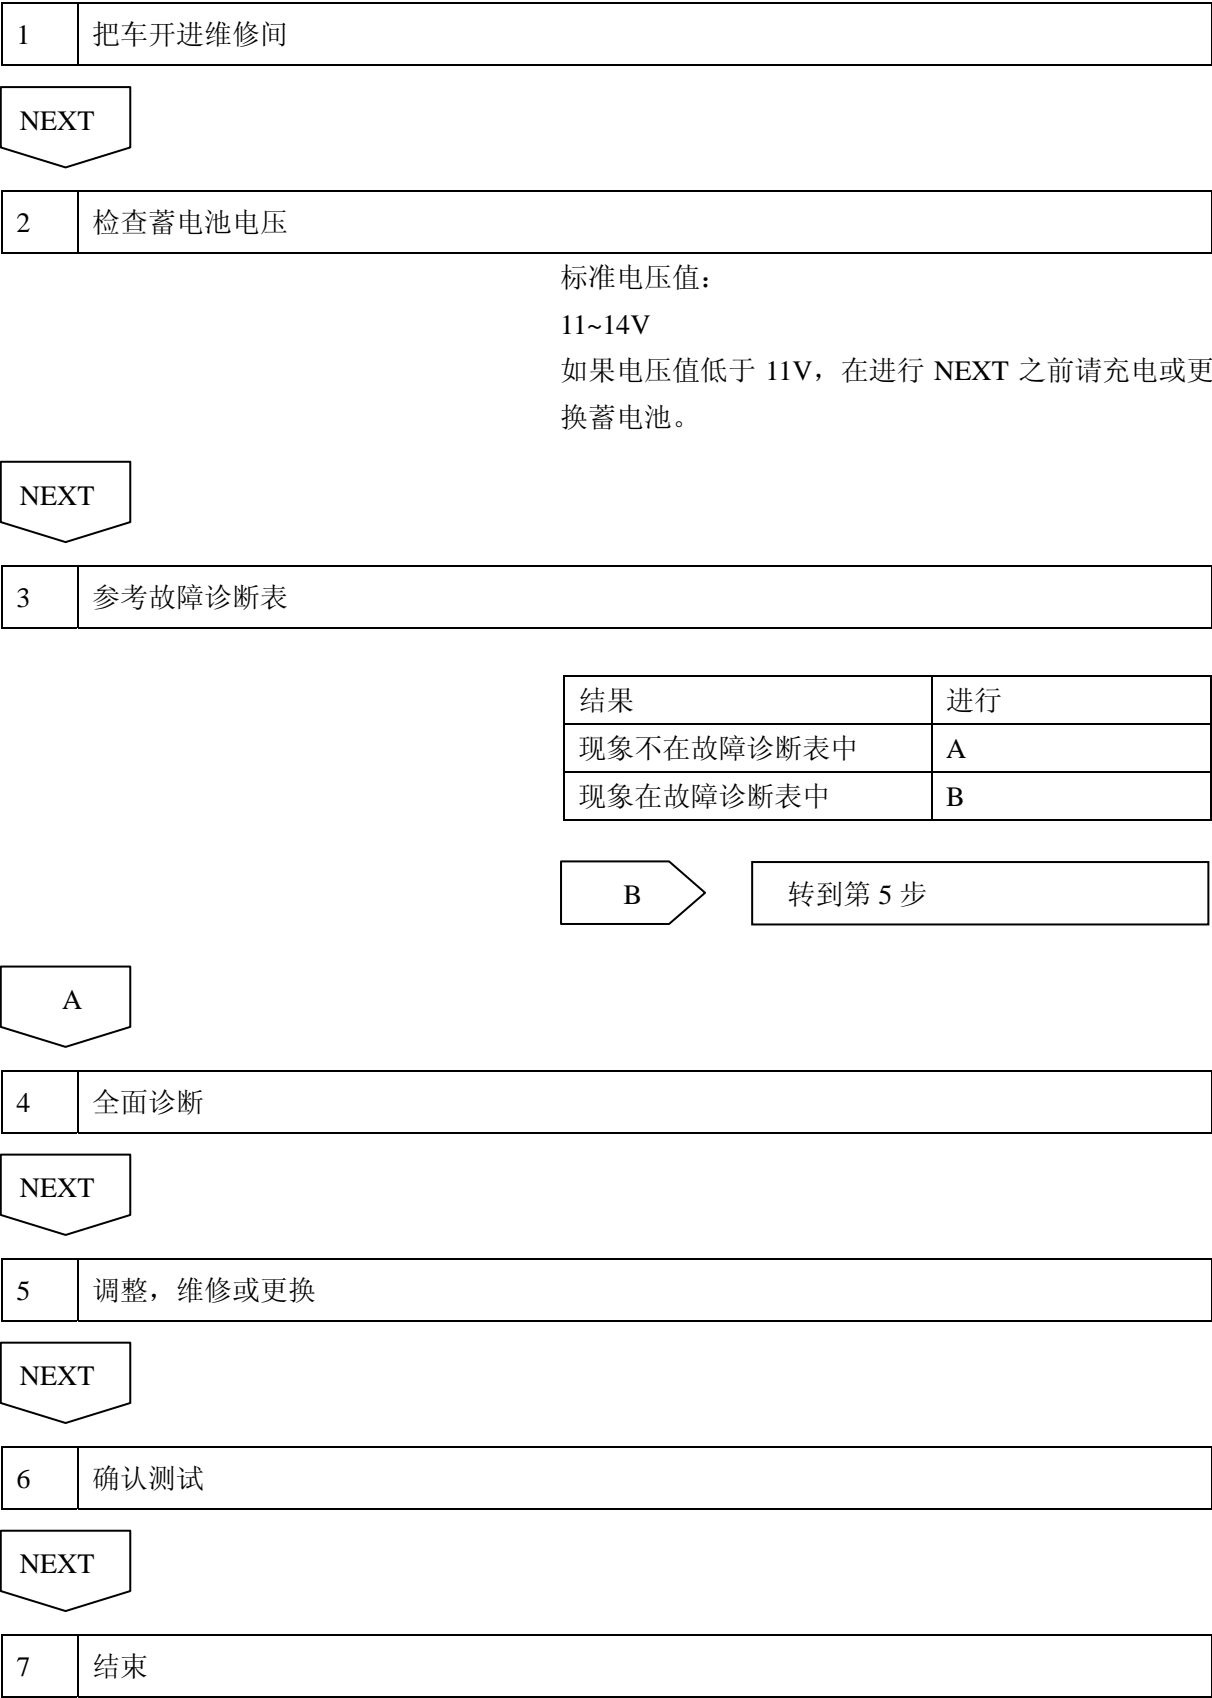 1 把车开进维修间
NEXT
2 检查蓄电池电压
标准电压值：
11~14V
如果电压值低于 11V，在进行 NEXT 之前请充电或更
换蓄电池。
NEXT
3 参考故障诊断表
结果 进行
现象不在故障诊断表中 A
现象在故障诊断表中 B
B 转到第 5 步
A
4 全面诊断
NEXT
5 调整，维修或更换
NEXT
6 确认测试
NEXT
7 结束